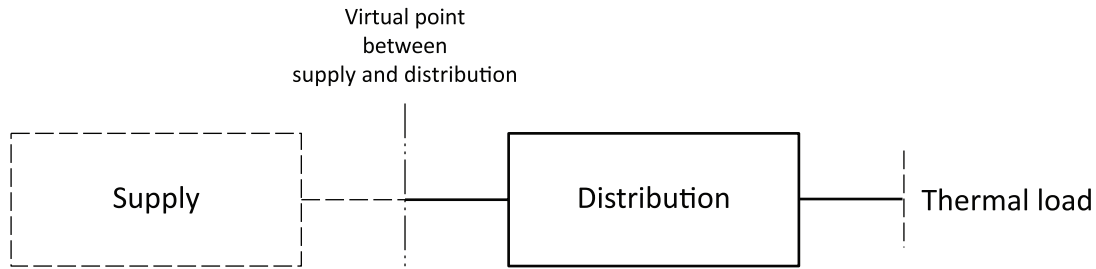 Virtual point
between
supply and distribution
Supply
Distribution
Thermal load